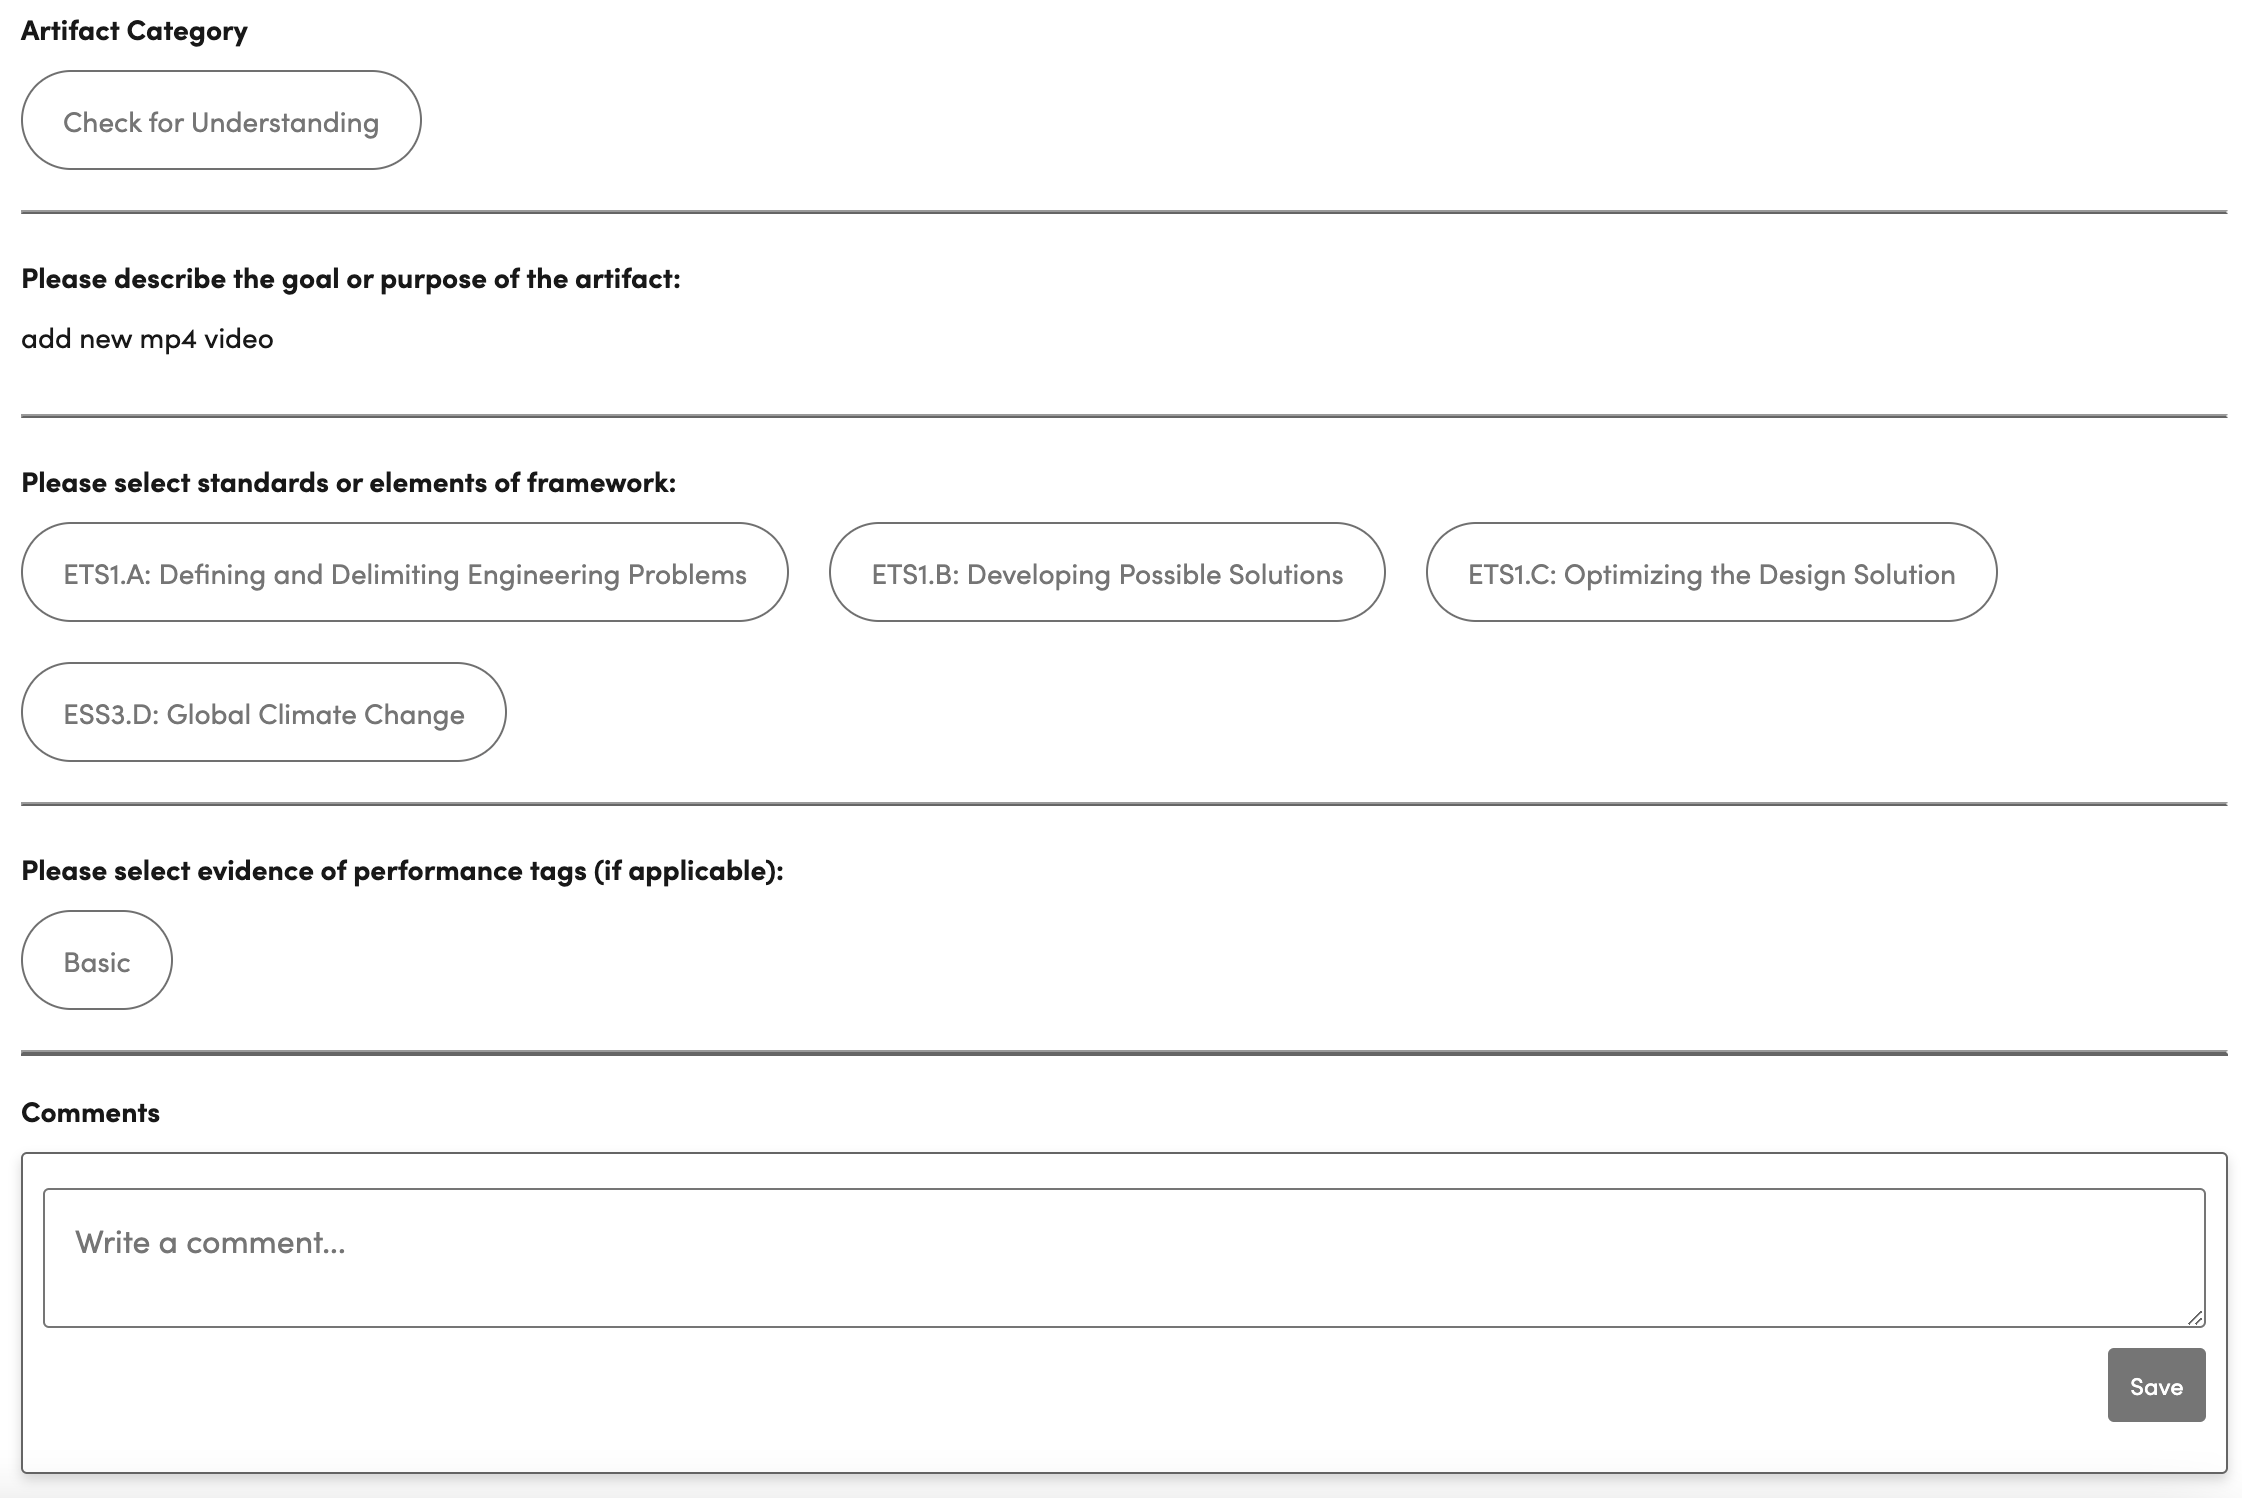 Artifact Category
Check for Understanding
Please describe the goal or purpose of the artifact:
add new mp4 video
Please select standards or elements of framework:
ETS1.A: Defining and Delimiting Engineering Problems
ETS1.B: Developing Possible Solutions
ETS1.C: Optimizing the Design Solution
ESS3.D: Global Climate Change
Please select evidence of performance tags (if applicable):
Basic
Comments
Write a comment...
Save